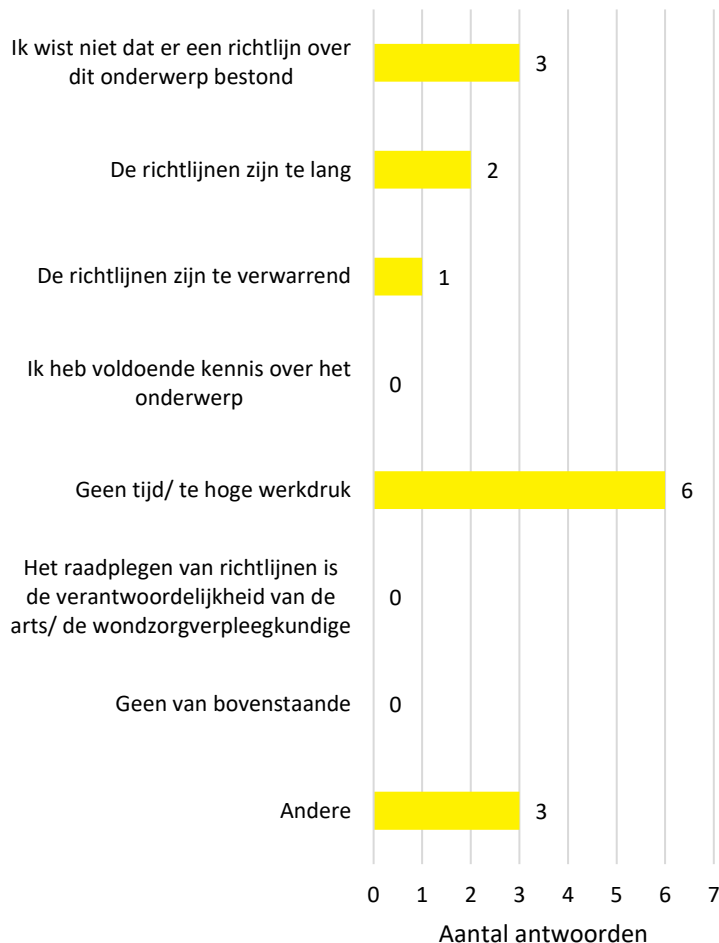 Ik wist niet dat er een richtlijn over
dit onderwerp bestond
3
De richtlijnen zijn te lang
2
De richtlijnen zijn te verwarrend
1
Ik heb voldoende kennis over het
onderwerp
0
Geen tijd/ te hoge werkdruk
6
Het raadplegen van richtlijnen is
de verantwoordelijkheid van de
arts/ de wondzorgverpleegkundige
0
Geen van bovenstaande
0
Andere
3
0 1 2 3 4 5 6 7
Aantal antwoorden